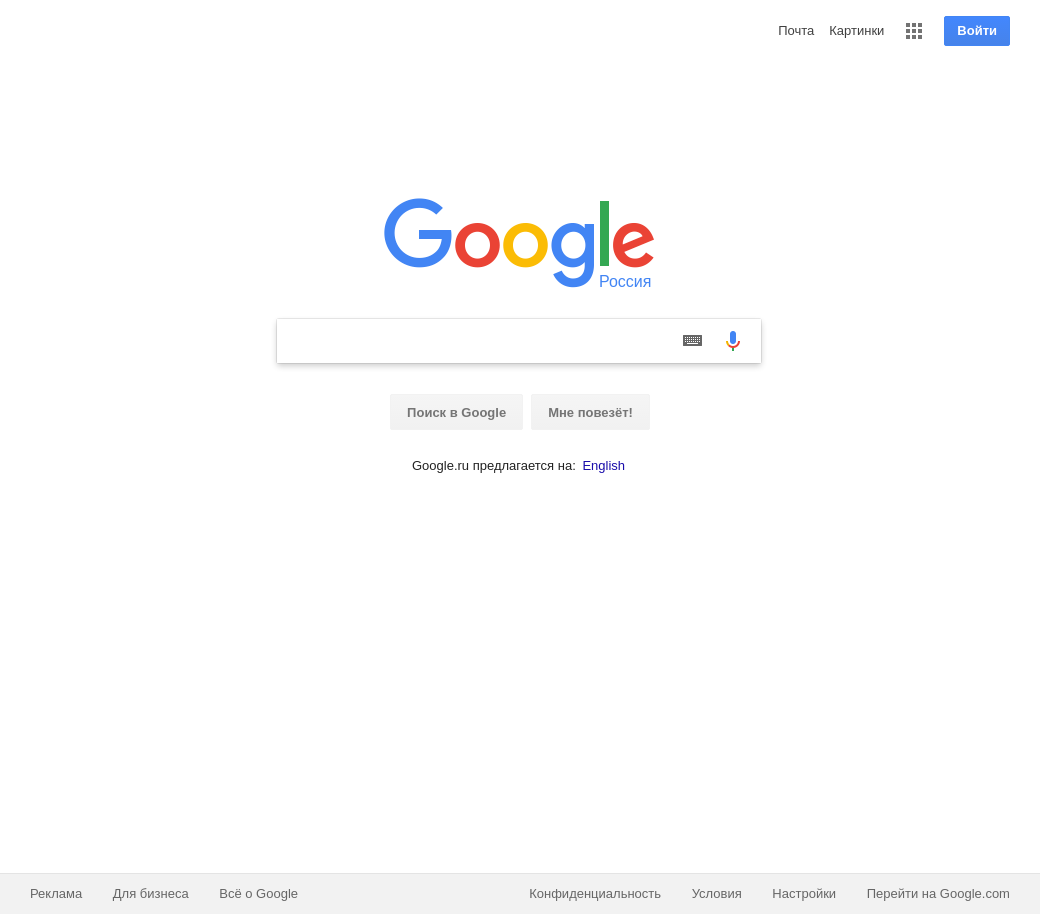 Почта Картинки Войти
Google
Россия
Поиск в Google Мне повезёт!
Google.ru предлагается на: English
Реклама Для бизнеса Всё о Google Конфиденциальность Условия Настройки Перейти на Google.com